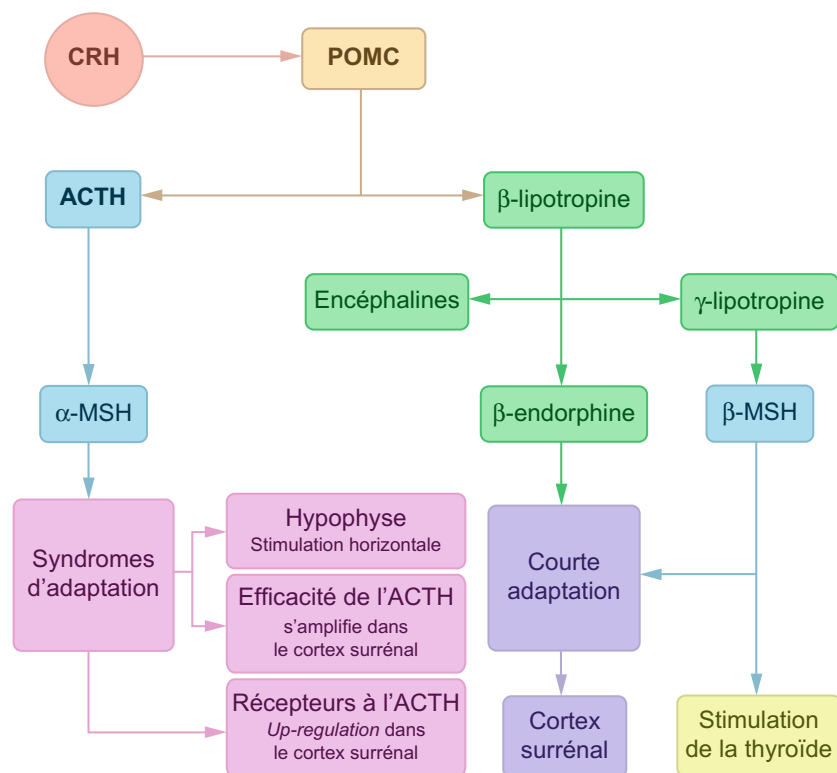 CRH
POMC
ACTH
β-lipotropine
Encéphalines
γ-lipotropine
α-MSH
β-endorphine
β-MSH
Syndromes
d’adaptation
Hypophyse
Stimulation horizontale
Efficacité de l’ACTH
s’amplifie dans
le cortex surrénal
Récepteurs à l’ACTH
Up-regulation dans
le cortex surrénal
Courte
adaptation
Cortex
surrénal
Stimulation
de la thyroïde